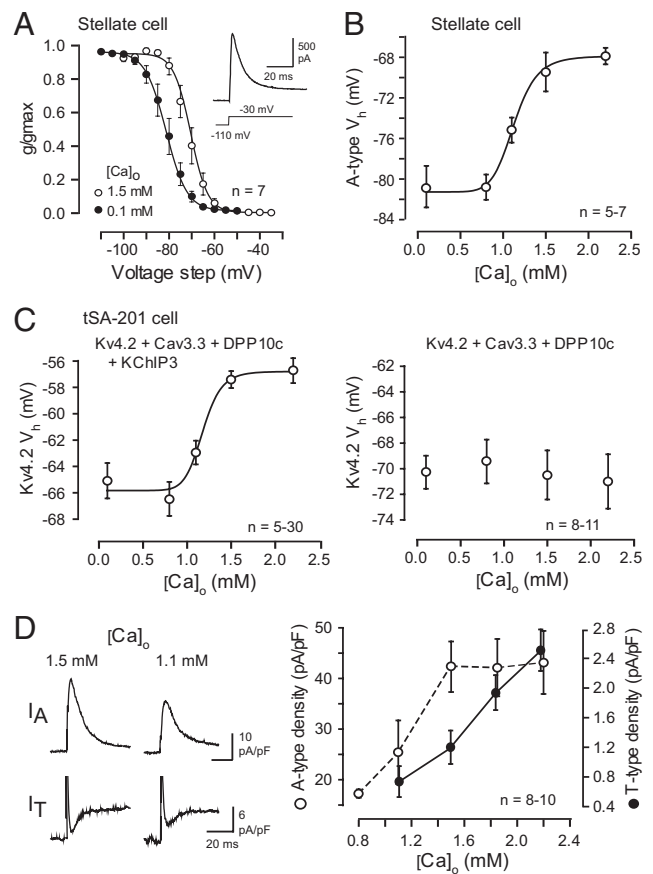 A Stellate cell
1.0
0.8
0.6
0.4
0.2
0.0
g/gmax
500
pA
20 ms
-30 mV
-110 mV
[Ca]o
1.5 mM
0.1 mM
n = 7
-100 -80 -60 -40
Voltage step (mV)
B Stellate cell
-68
-72
-76
-80
-84
A-type Vh (mV)
n = 5-7
0.0 0.5 1.0 1.5 2.0 2.5
[Ca]o (mM)
C tSA-201 cell
Kv4.2 + Cav3.3 + DPP10c
+ KChIP3
-56
-58
-60
-62
-64
-66
-68
Kv4.2 Vh (mV)
n = 5-30
0.0 0.5 1.0 1.5 2.0 2.5
[Ca]o (mM)
Kv4.2 + Cav3.3 + DPP10c
-62
-64
-66
-68
-70
-72
-74
Kv4.2 Vh (mV)
n = 8-11
0.0 0.5 1.0 1.5 2.0 2.5
[Ca]o (mM)
D [Ca]o
1.5 mM 1.1 mM
IA
10
pA/pF
IT
6
pA/pF
20 ms
50
40
30
20
A-type density (pA/pF)
2.8
2.4
2.0
1.6
1.2
0.8
0.4
T-type density (pA/pF)
n = 8-10
0.8 1.2 1.6 2.0 2.4
[Ca]o (mM)